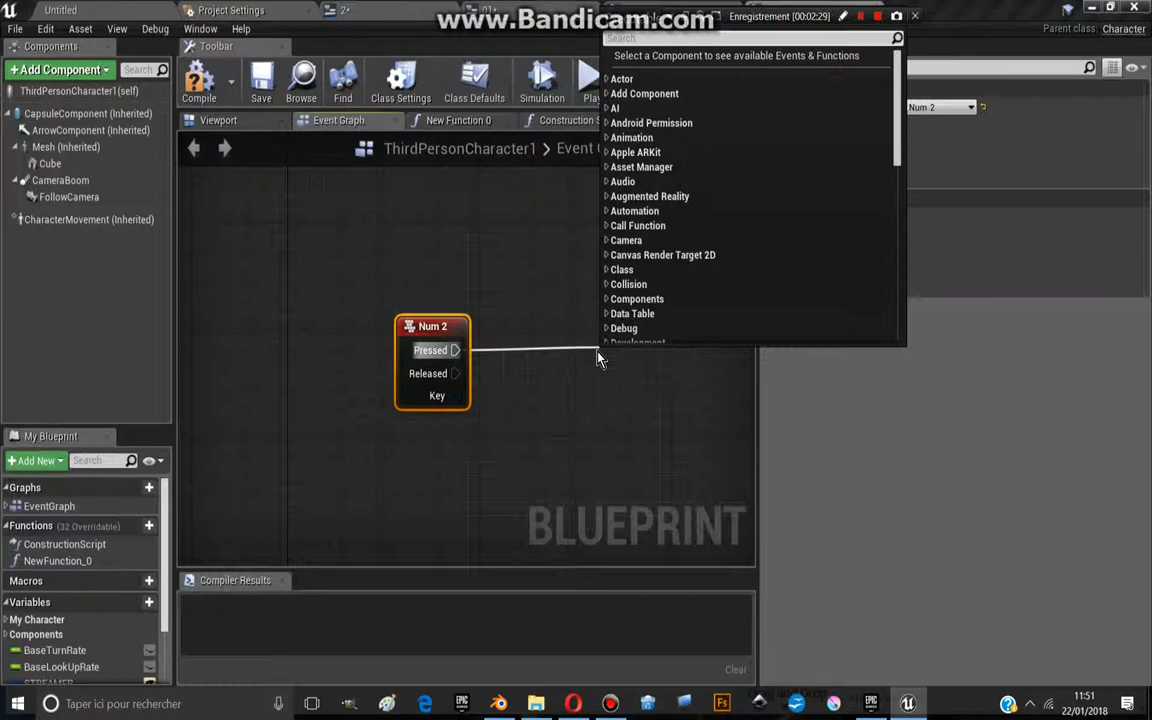 Untitled
Project Settings
2*
www.Bandicam.com
Enregistrement [00:02:29]
File Edit Asset View Debug Window Help
Parent class: Character
Components
Toolbar
Search
+Add Component
Search
Select a Component to see available Events & Functions
ThirdPersonCharacter1(self)
Compile Save Browse Find Class Settings Class Defaults Simulation
Actor
Add Component
AI
Num 2
CapsuleComponent (Inherited)
Viewport
Event Graph
New Function 0
Android Permission
ArrowComponent (Inherited)
Animation
Mesh (Inherited)
ThirdPersonCharacter1 > Event
Apple ARKit
Cube
Asset Manager
CameraBoom
Audio
FollowCamera
Augmented Reality
Automation
CharacterMovement (Inherited)
Call Function
Camera
Canvas Render Target 2D
Class
Collision
Components
Data Table
Debug
Development
Num 2
Pressed
Released
Key
My Blueprint
+Add New
Search
Graphs
EventGraph
Functions (32 Overridable)
BLUEPRINT
ConstructionScript
NewFunction_0
Macros
Compiler Results
Variables
My Character
Components
BaseTurnRate
BaseLookUpRate
Clear
Taper ici pour rechercher
Fs
11:51
22/01/2018